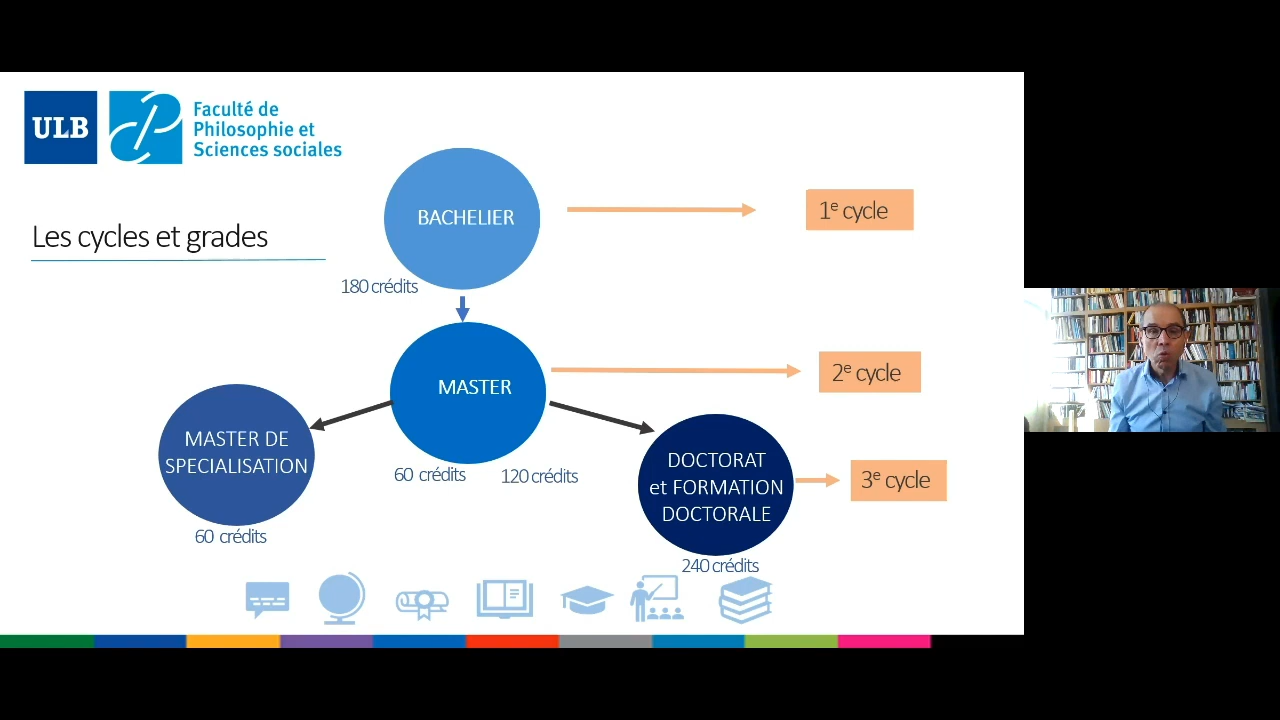 ULB
Faculté de
Philosophie et
Sciences sociales
Les cycles et grades
BACHELIER
1e cycle
180 crédits
MASTER
2e cycle
60 crédits
120 crédits
MASTER DE
SPECIALISATION
60 crédits
DOCTORAT
et FORMATION
DOCTORALE
3e cycle
240 crédits